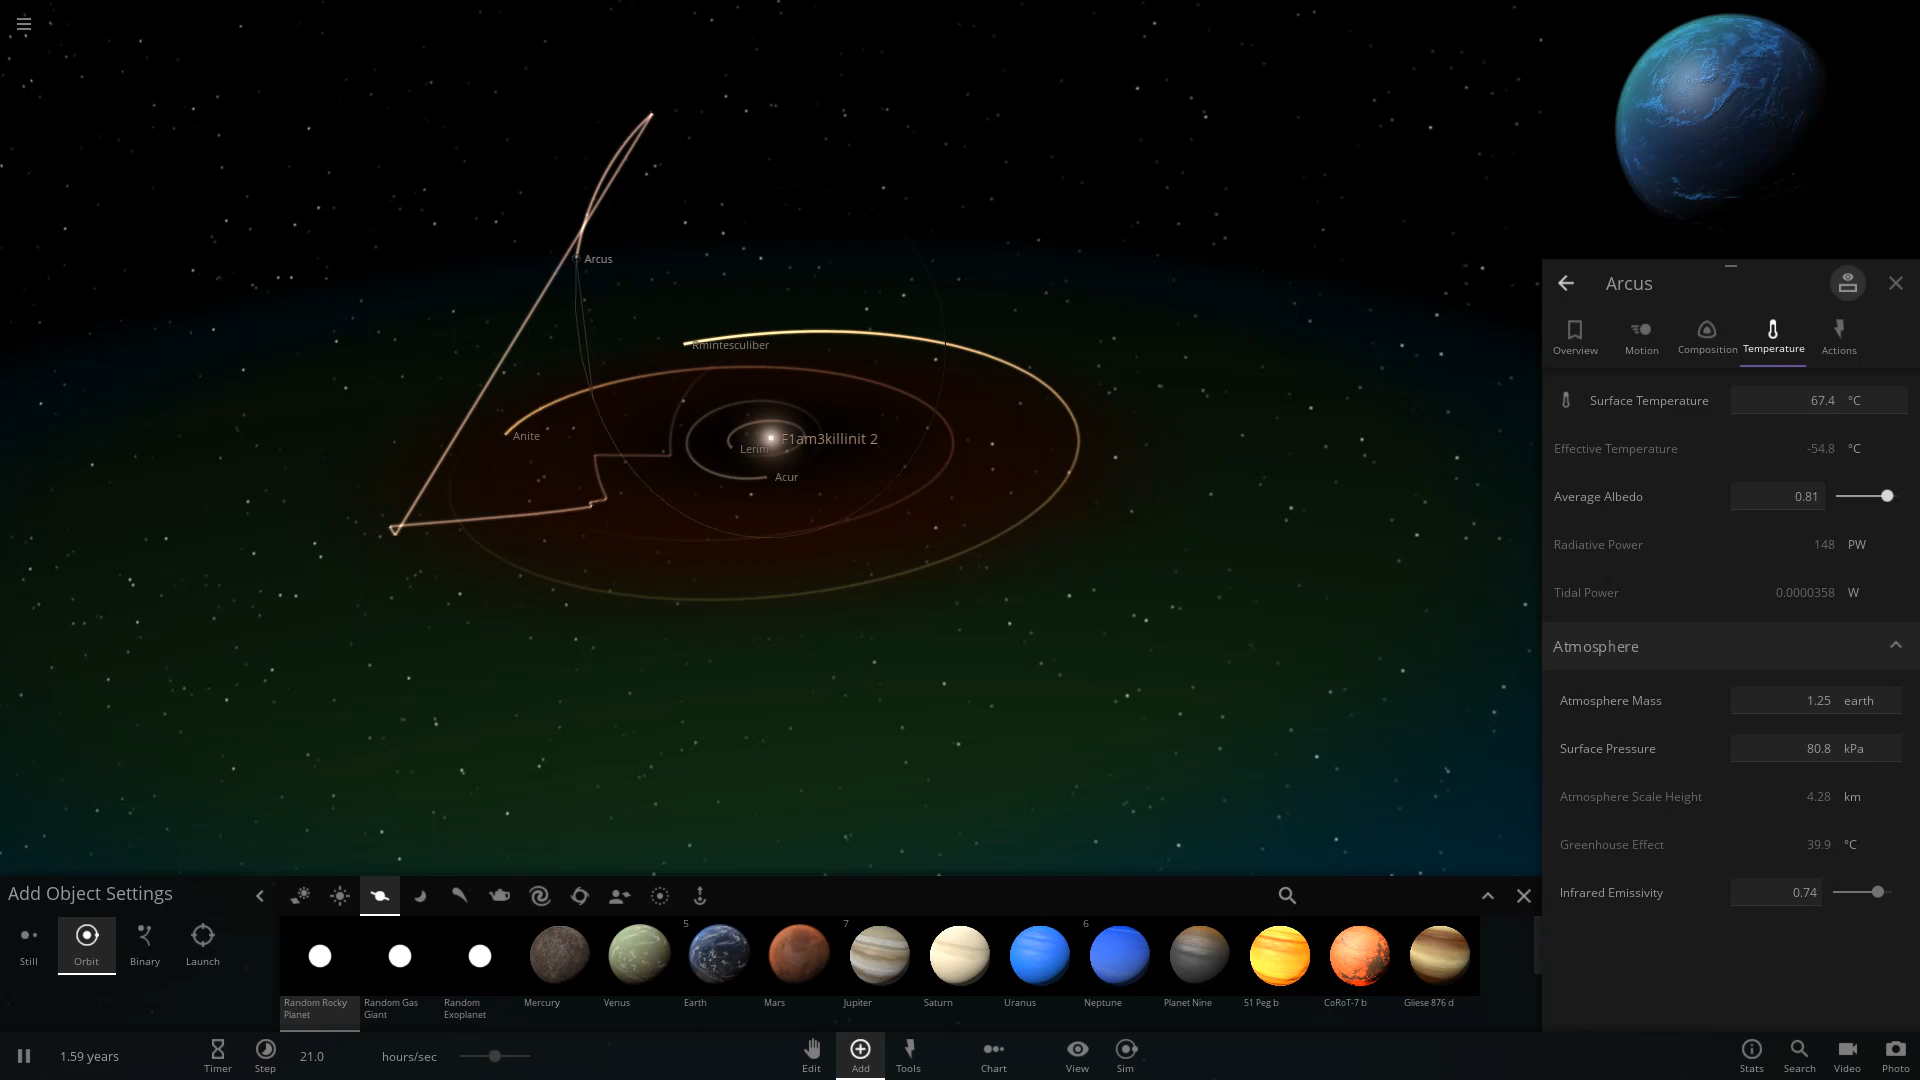 Arcus
Rmintesculiber
Anite
F1am3killinit 2
Lerim
Acur
Arcus
Overview
Motion
Composition
Temperature
Actions
Surface Temperature 67.4 °C
Effective Temperature -54.8 °C
Average Albedo 0.81
Radiative Power 148 PW
Tidal Power 0.0000358 W
Atmosphere
Atmosphere Mass 1.25 earth
Surface Pressure 80.8 kPa
Atmosphere Scale Height 4.28 km
Greenhouse Effect 39.9 °C
Infrared Emissivity 0.74
Add Object Settings
Still
Orbit
Binary
Launch
5
7
6
Random Rocky
Planet
Random Gas
Giant
Random
Exoplanet
Mercury
Venus
Earth
Mars
Jupiter
Saturn
Uranus
Neptune
Planet Nine
51 Peg b
CoRoT-7 b
Gliese 876 d
1.59 years
Timer
Step
21.0 hours/sec
Edit
Add
Tools
Chart
View
Sim
Stats
Search
Video
Photo